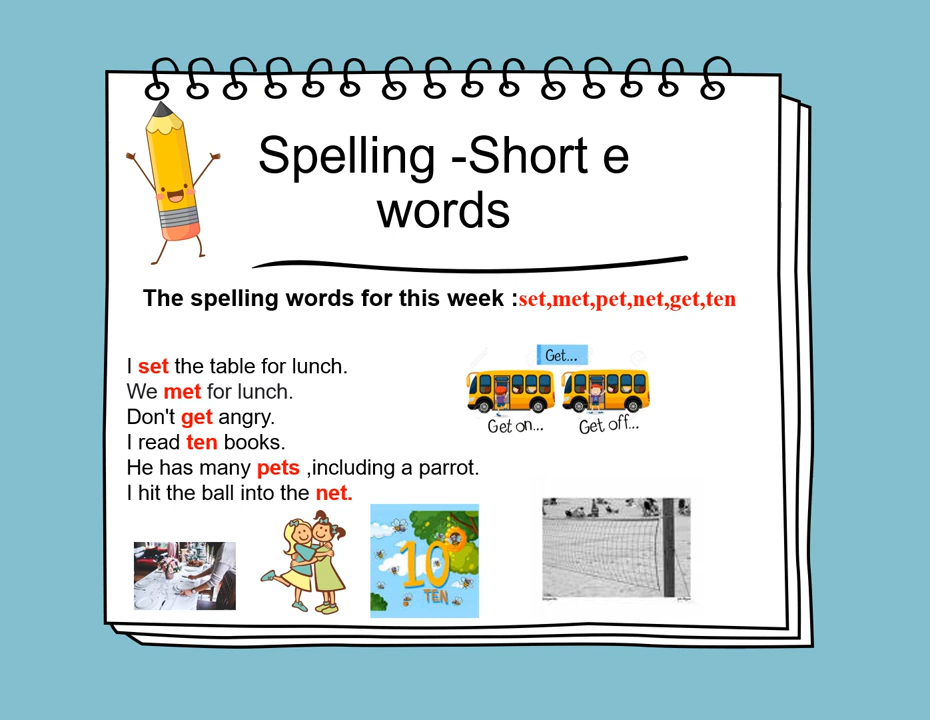 Spelling -Short e
words
The spelling words for this week :set,met,pet,net,get,ten
I set the table for lunch.
We met for lunch.
Don't get angry.
I read ten books.
He has many pets ,including a parrot.
I hit the ball into the net.
Get...
Get on...
Get off...
10
TEN